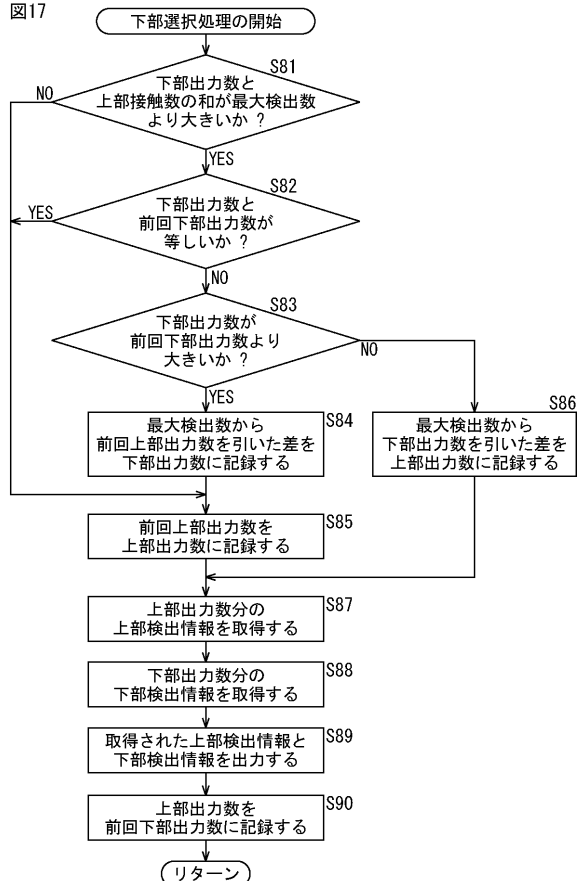 図17
下部選択処理の開始
S81
下部出力数と
上部接触数の和が最大検出数
より大きいか ?
NO
YES
S82
下部出力数と
前回下部出力数が
等しいか ?
YES
NO
S83
下部出力数が
前回下部出力数より
大きいか ?
NO
YES
S84
最大検出数から
前回上部出力数を引いた差を
下部出力数に記録する
S86
最大検出数から
下部出力数を引いた差を
上部出力数に記録する
S85
前回上部出力数を
上部出力数に記録する
S87
上部出力数分の
上部検出情報を取得する
S88
下部出力数分の
下部検出情報を取得する
S89
取得された上部検出情報と
下部検出情報を出力する
S90
上部出力数を
前回下部出力数に記録する
リターン